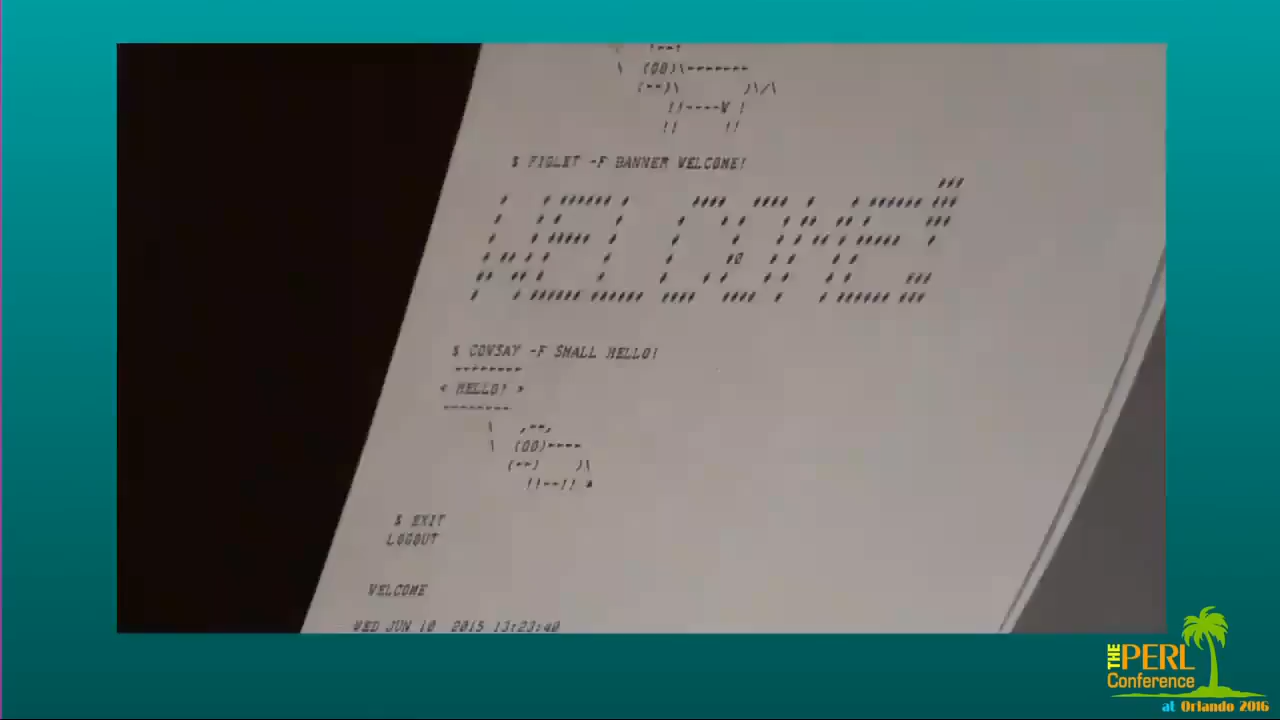 $ FIGLET -F BANNER WELCOME!
WELCOME!
$ COWSAY -F SMALL HELLO!
< HELLO! >
$ EXIT
LOGOUT
WELCOME
WED JUN 10 2015 13:23:40
THE PERL
Conference
at Orlando 2016